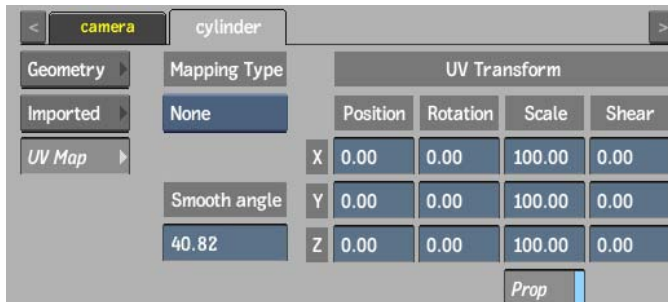 < camera cylinder >
Geometry Mapping Type UV Transform
Imported None Position Rotation Scale Shear
UV Map X 0.00 0.00 100.00 0.00
Smooth angle Y 0.00 0.00 100.00 0.00
40.82 Z 0.00 0.00 100.00 0.00
Prop